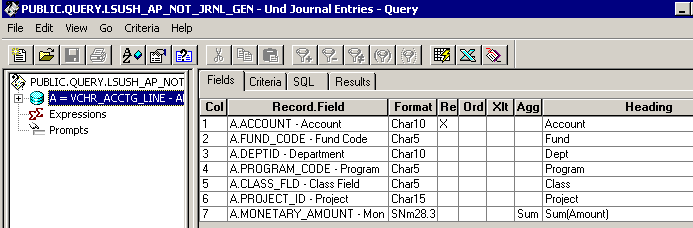 PUBLIC.QUERY.LSUSH_AP_NOT_JRNL_GEN - Und Journal Entries - Query
File Edit View Go Criteria Help
PUBLIC.QUERY.LSUSH_AP_NOT
A = VCHR_ACCTG_LINE - A
Expressions
Prompts
Fields Criteria SQL Results
Col Record.Field Format Re Ord Xlt Agg Heading
1 A.ACCOUNT - Account Char10 X Account
2 A.FUND_CODE - Fund Code Char5 Fund
3 A.DEPTID - Department Char10 Dept
4 A.PROGRAM_CODE - Program Char5 Program
5 A.CLASS_FLD - Class Field Char5 Class
6 A.PROJECT_ID - Project Char15 Project
7 A.MONETARY_AMOUNT - Mon SNm28.3 Sum Sum(Amount)